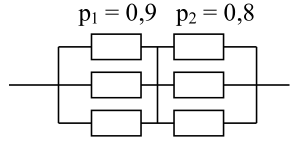 p₁ = 0,9 p₂ = 0,8